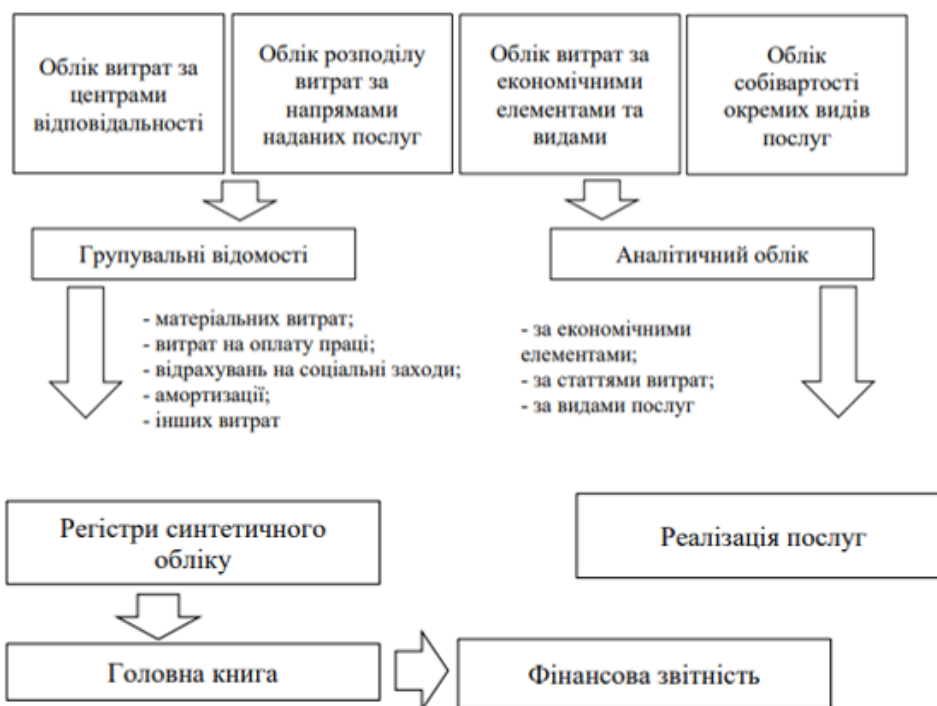 Облік витрат за
центрами
відповідальності
Облік розподілу
витрат за
напрямами
наданих послуг
Облік витрат за
економічними
елементами та
видами
Облік
собівартості
окремих видів
послуг
Групувальні відомості
Аналітичний облік
- матеріальних витрат;
- витрат на оплату праці;
- відрахувань на соціальні заходи;
- амортизації;
- інших витрат
- за економічними
елементами;
- за статтями витрат;
- за видами послуг
Регістри синтетичного
обліку
Реалізація послуг
Головна книга
Фінансова звітність